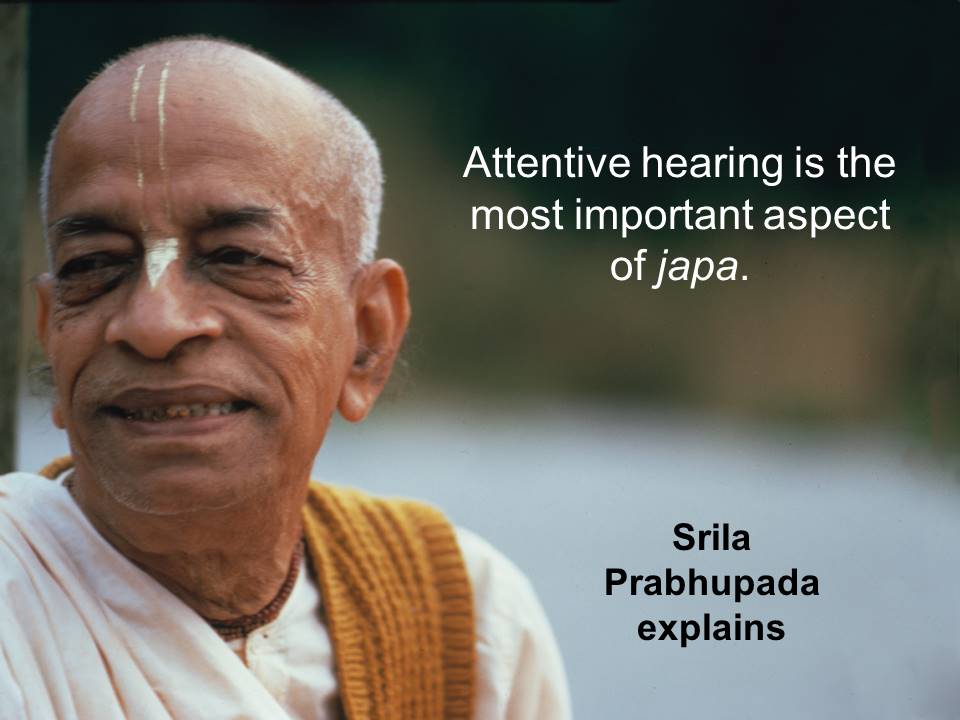 Attentive hearing is the
most important aspect
of japa.
Srila
Prabhupada
explains